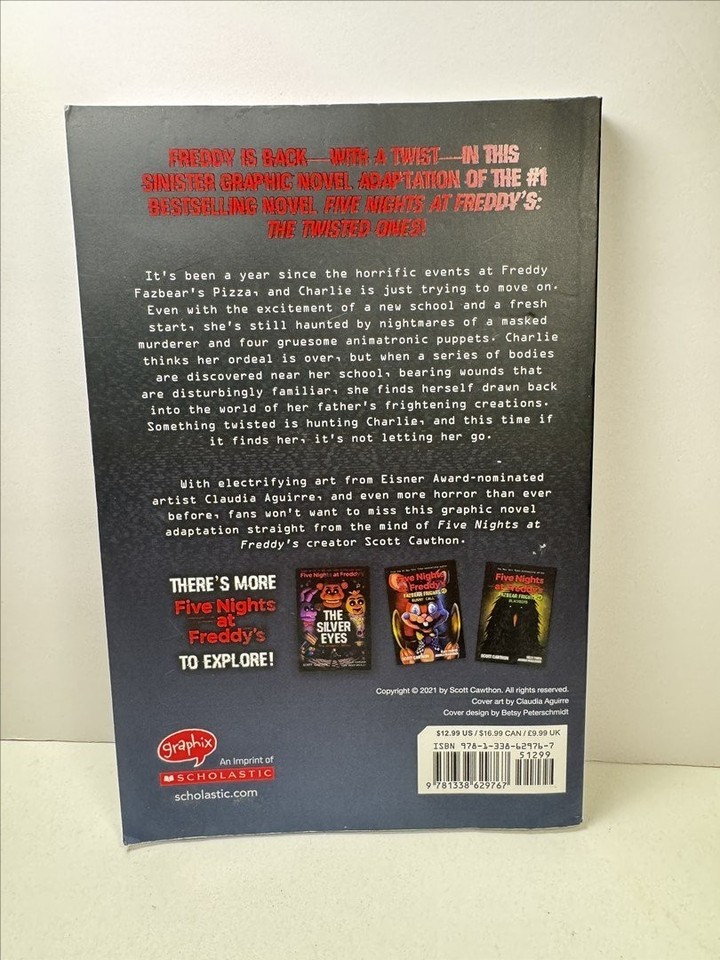 FREDDY IS BACK—WITH A TWIST—IN THIS
SINISTER GRAPHIC NOVEL ADAPTATION OF THE #1
BESTSELLING NOVEL FIVE NIGHTS AT FREDDY'S:
THE TWISTED ONES!
It's been a year since the horrific events at Freddy
Fazbear's Pizza, and Charlie is just trying to move on.
Even with the excitement of a new school and a fresh
start, she's still haunted by nightmares of a masked
murderer and four gruesome animatronic puppets. Charlie
thinks her ordeal is over, but when a series of bodies
are discovered near her school, bearing wounds that
are disturbingly familiar, she finds herself drawn back
into the world of her father's frightening creations.
Something twisted is hunting Charlie, and this time if
it finds her, it's not letting her go.
With electrifying art from Eisner Award-nominated
artist Claudia Aguirre, and even more horror than ever
before, fans won't want to miss this graphic novel
adaptation straight from the mind of Five Nights at
Freddy's creator Scott Cawthon.
THERE'S MORE
Five Nights
at
Freddy's
TO EXPLORE!
Five Nights at Freddy's
THE
SILVER
EYES
Five Nights
at Freddy's
FAZBEAR FRIGHTS
BUNNY CALL
SCOTT CAWTHON
Five Nights
at Freddy's
FAZBEAR FRIGHTS
BLACKBIRD
SCOTT CAWTHON
Copyright © 2021 by Scott Cawthon. All rights reserved.
Cover art by Claudia Aguirre
Cover design by Betsy Peterschmidt
graphix
An Imprint of
SCHOLASTIC
scholastic.com
$12.99 US / $16.99 CAN / £9.99 UK
ISBN 978-1-338-62976-7
51299
9 781338 629767